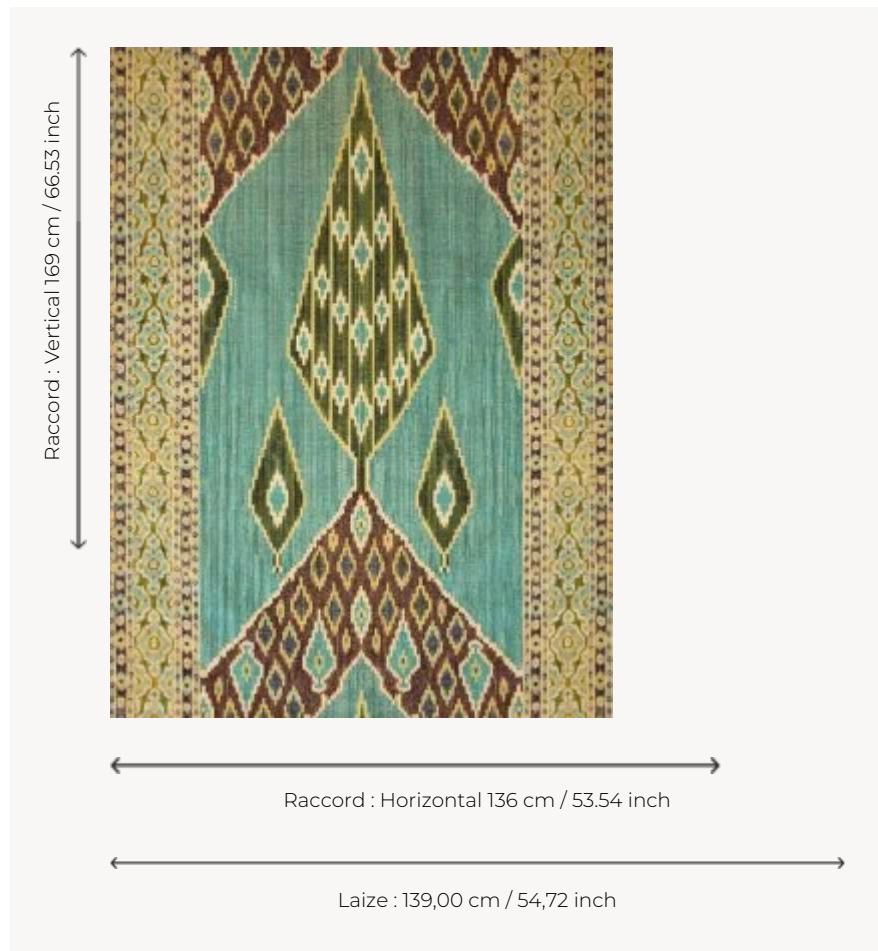 Raccord : Vertical 169 cm / 66.53 inch
Raccord : Horizontal 136 cm / 53.54 inch
Laize : 139,00 cm / 54,72 inch